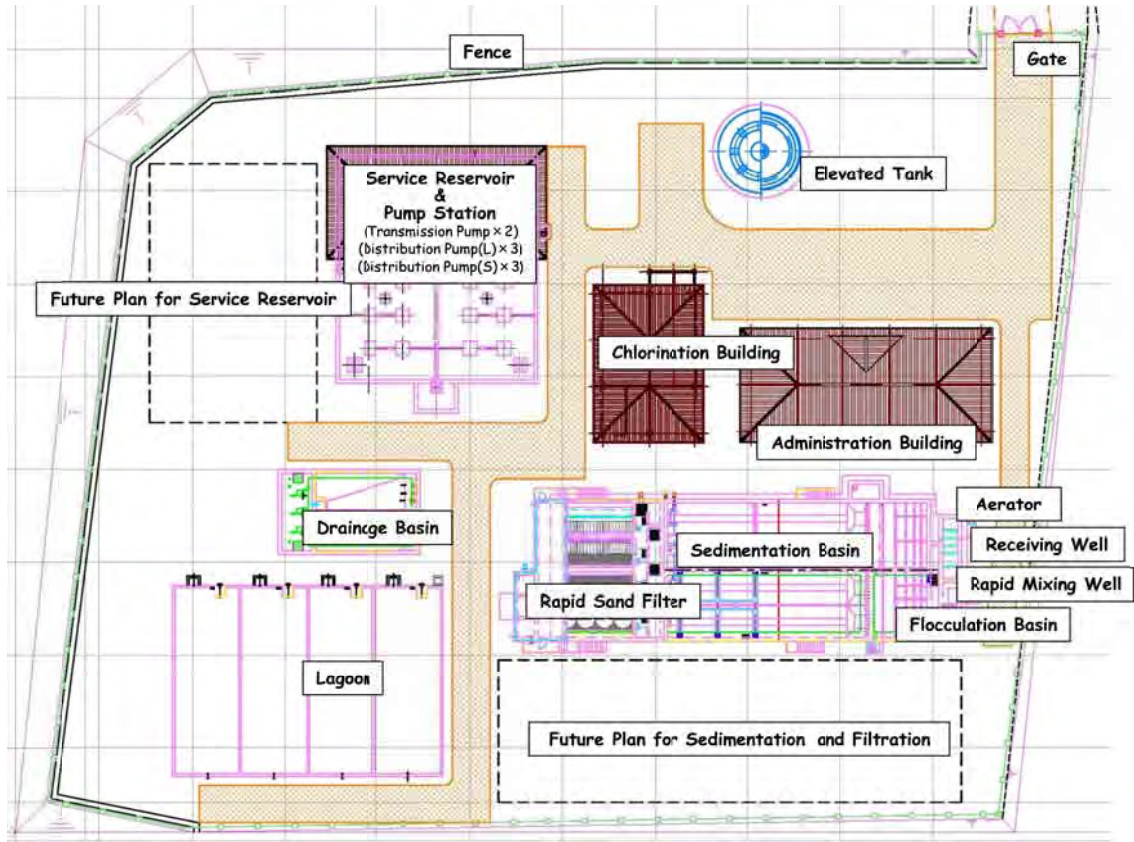 Fence
Gate
Service Reservoir
&
Pump Station
(Transmission Pump × 2)
(Distribution Pump(L) × 3)
(Distribution Pump(S) × 3)
Elevated Tank
Future Plan for Service Reservoir
Chlorination Building
Administration Building
Aerator
Drainage Basin
Sedimentation Basin
Receiving Well
Rapid Mixing Well
Rapid Sand Filter
Flocculation Basin
Lagoon
Future Plan for Sedimentation and Filtration